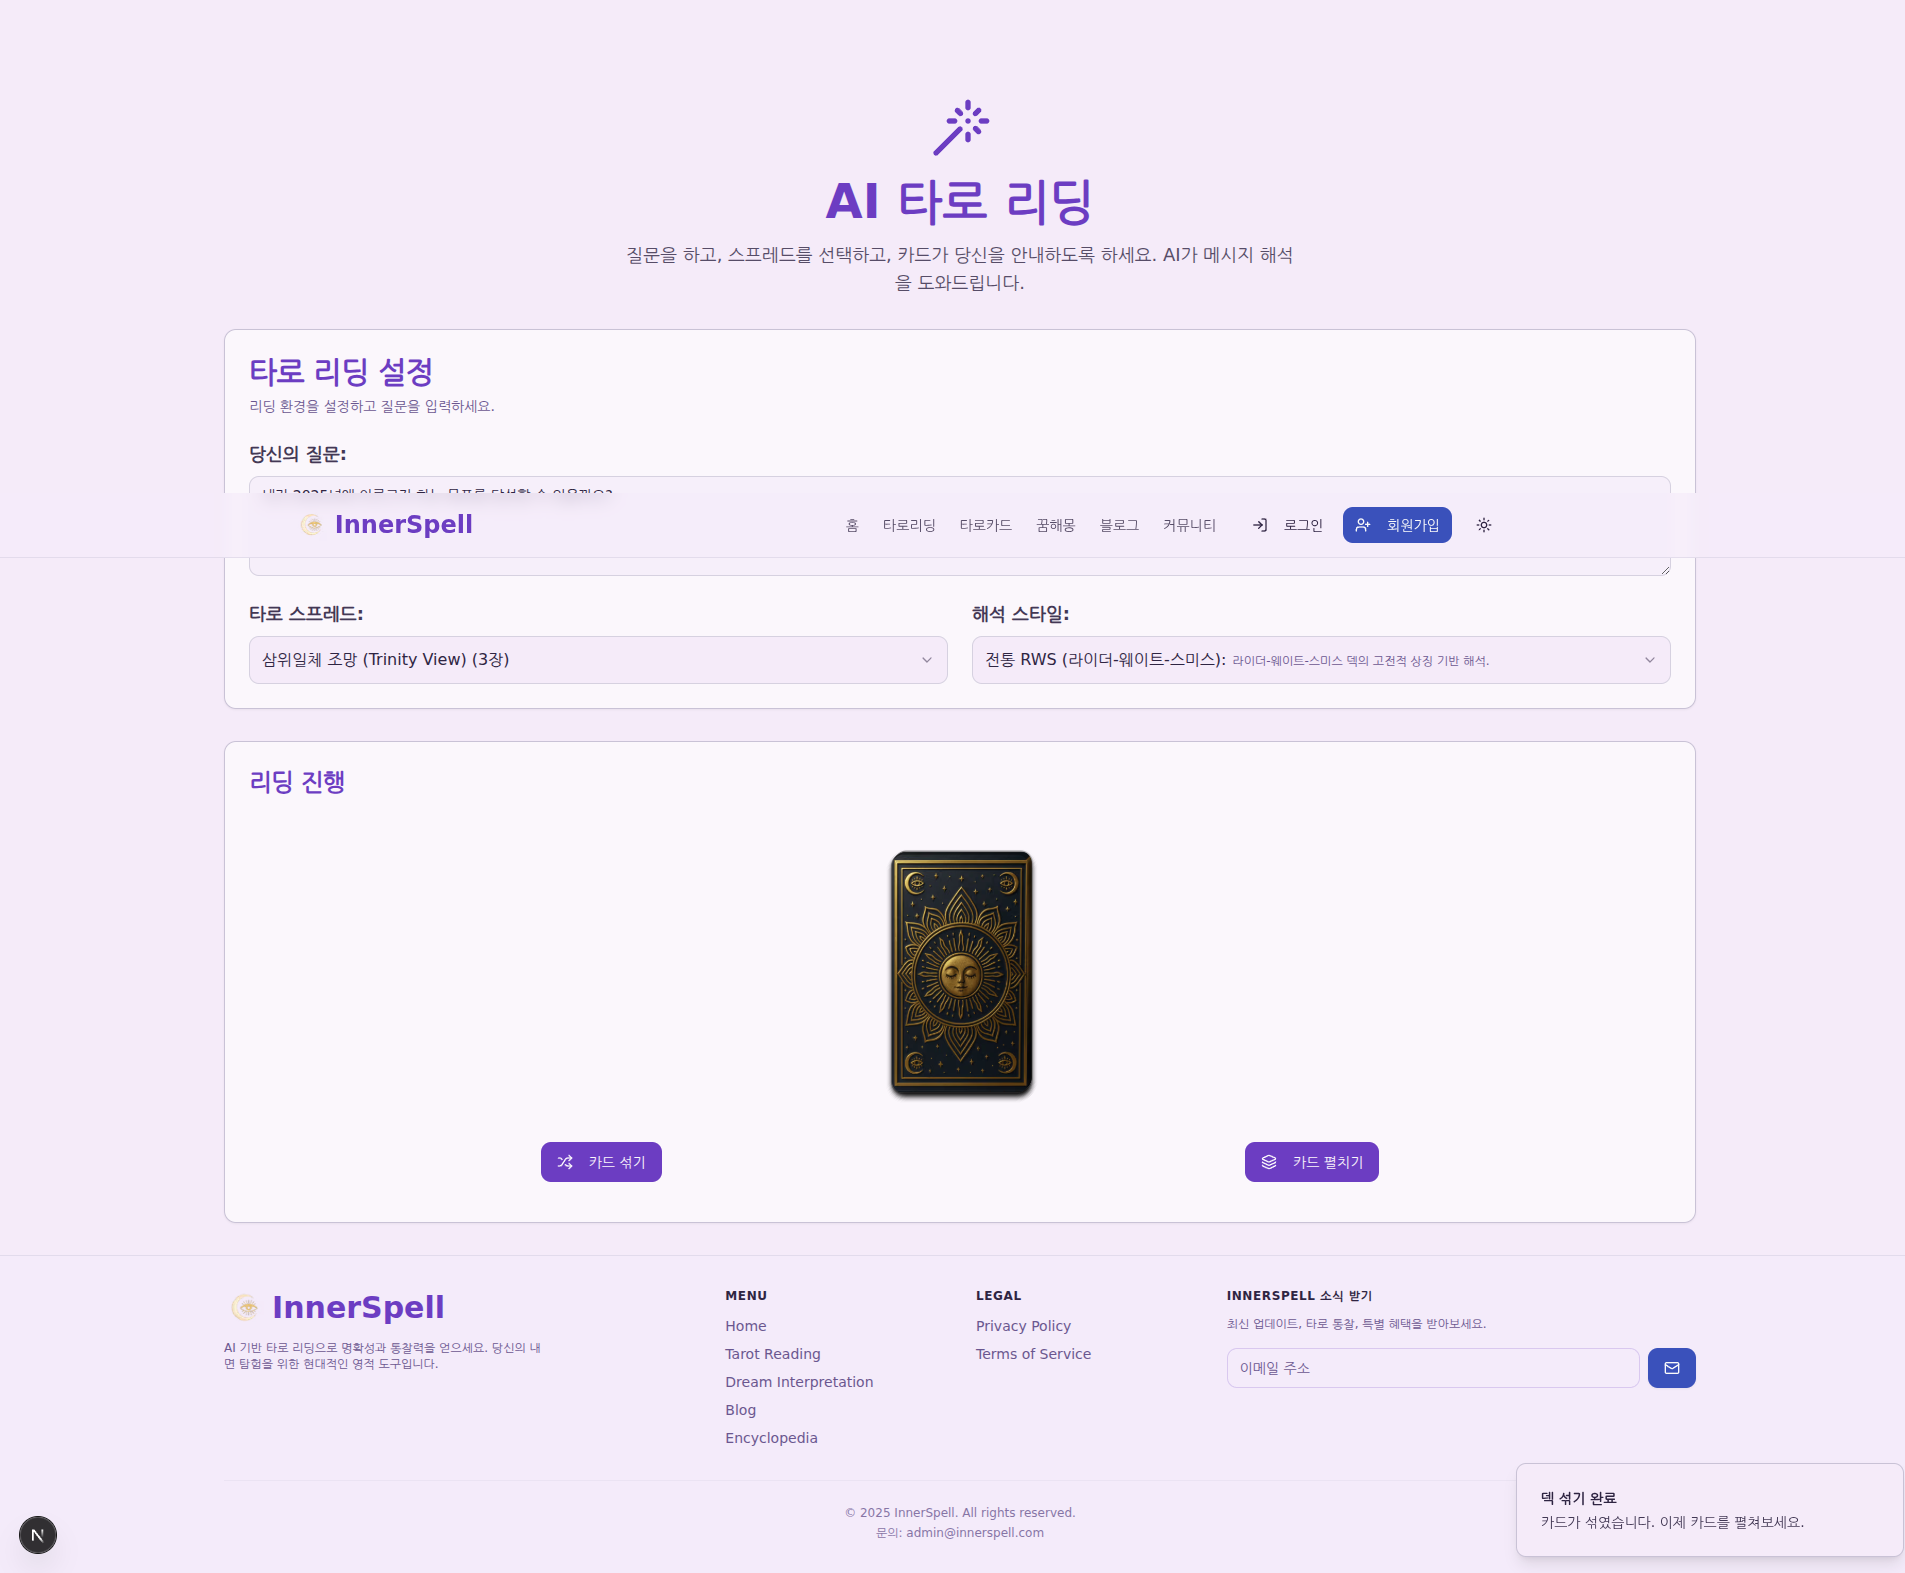 AI 타로 리딩
질문을 하고, 스프레드를 선택하고, 카드가 당신을 안내하도록 하세요. AI가 메시지 해석
을 도와드립니다.
타로 리딩 설정
리딩 환경을 설정하고 질문을 입력하세요.
당신의 질문:
InnerSpell
홈
타로리딩
타로카드
꿈해몽
블로그
커뮤니티
로그인
회원가입
타로 스프레드:
해석 스타일:
삼위일체 조망 (Trinity View) (3장)
전통 RWS (라이더-웨이트-스미스): 라이더-웨이트-스미스 덱의 고전적 상징 기반 해석.
리딩 진행
카드 섞기
카드 펼치기
InnerSpell
AI 기반 타로 리딩으로 명확성과 통찰력을 얻으세요. 당신의 내
면 탐험을 위한 현대적인 영적 도구입니다.
MENU
Home
Tarot Reading
Dream Interpretation
Blog
Encyclopedia
LEGAL
Privacy Policy
Terms of Service
INNERSPELL 소식 받기
최신 업데이트, 타로 통찰, 특별 혜택을 받아보세요.
이메일 주소
© 2025 InnerSpell. All rights reserved.
문의: admin@innerspell.com
덱 섞기 완료
카드가 섞였습니다. 이제 카드를 펼쳐보세요.
N